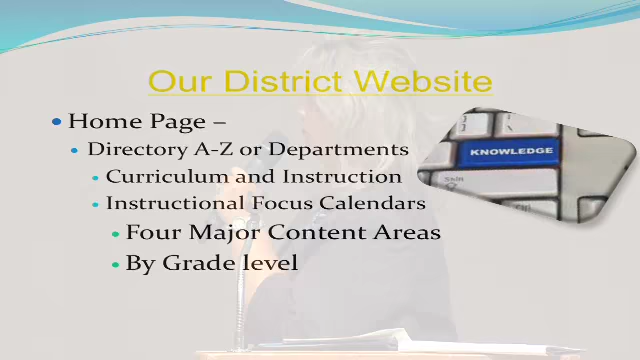 Our District Website
Home Page –
Directory A-Z or Departments
Curriculum and Instruction
Instructional Focus Calendars
Four Major Content Areas
By Grade level
KNOWLEDGE